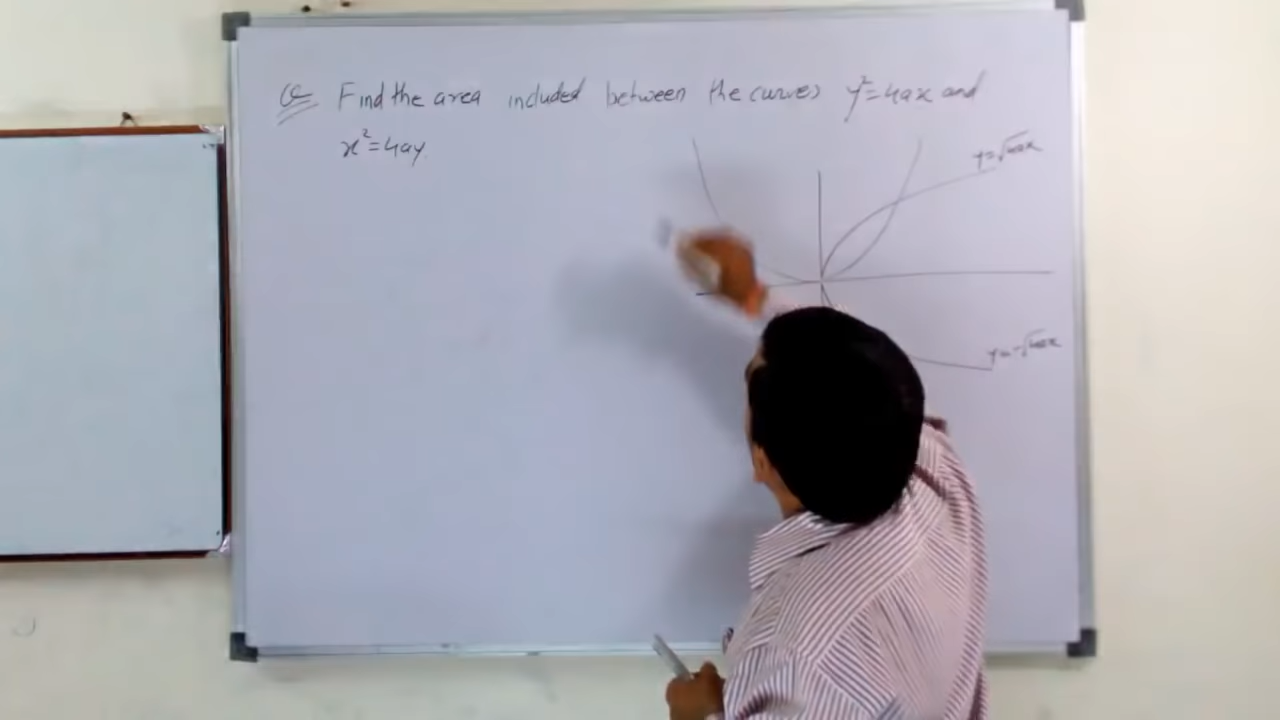 Q Find the area included between the curves y²=4ax and
x²=4ay.
y=√4ax
y=-√4ax